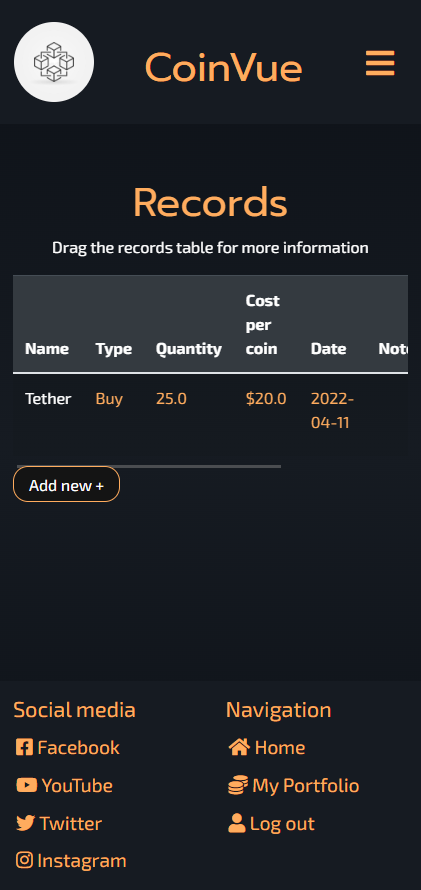 CoinVue
Records
Drag the records table for more information
Name Type Quantity Cost per coin Date Note
Tether Buy 25.0 $20.0 2022-04-11
Add new +
Social media
Facebook
YouTube
Twitter
Instagram
Navigation
Home
My Portfolio
Log out